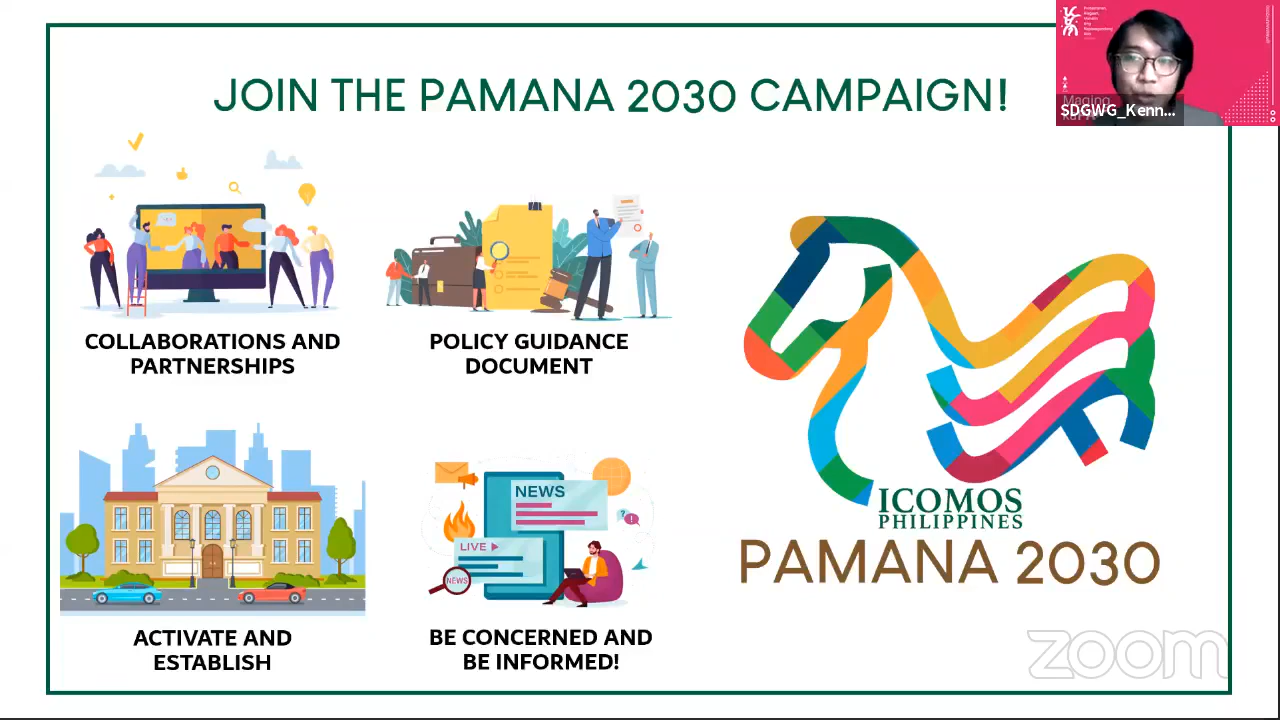 JOIN THE PAMANA 2030 CAMPAIGN!
SDGWG_Kenn...
COLLABORATIONS AND
PARTNERSHIPS
POLICY GUIDANCE
DOCUMENT
NEWS
LIVE
NEWS
ACTIVATE AND
ESTABLISH
BE CONCERNED AND
BE INFORMED!
ICOMOS
PHILIPPINES
PAMANA 2030
zoom